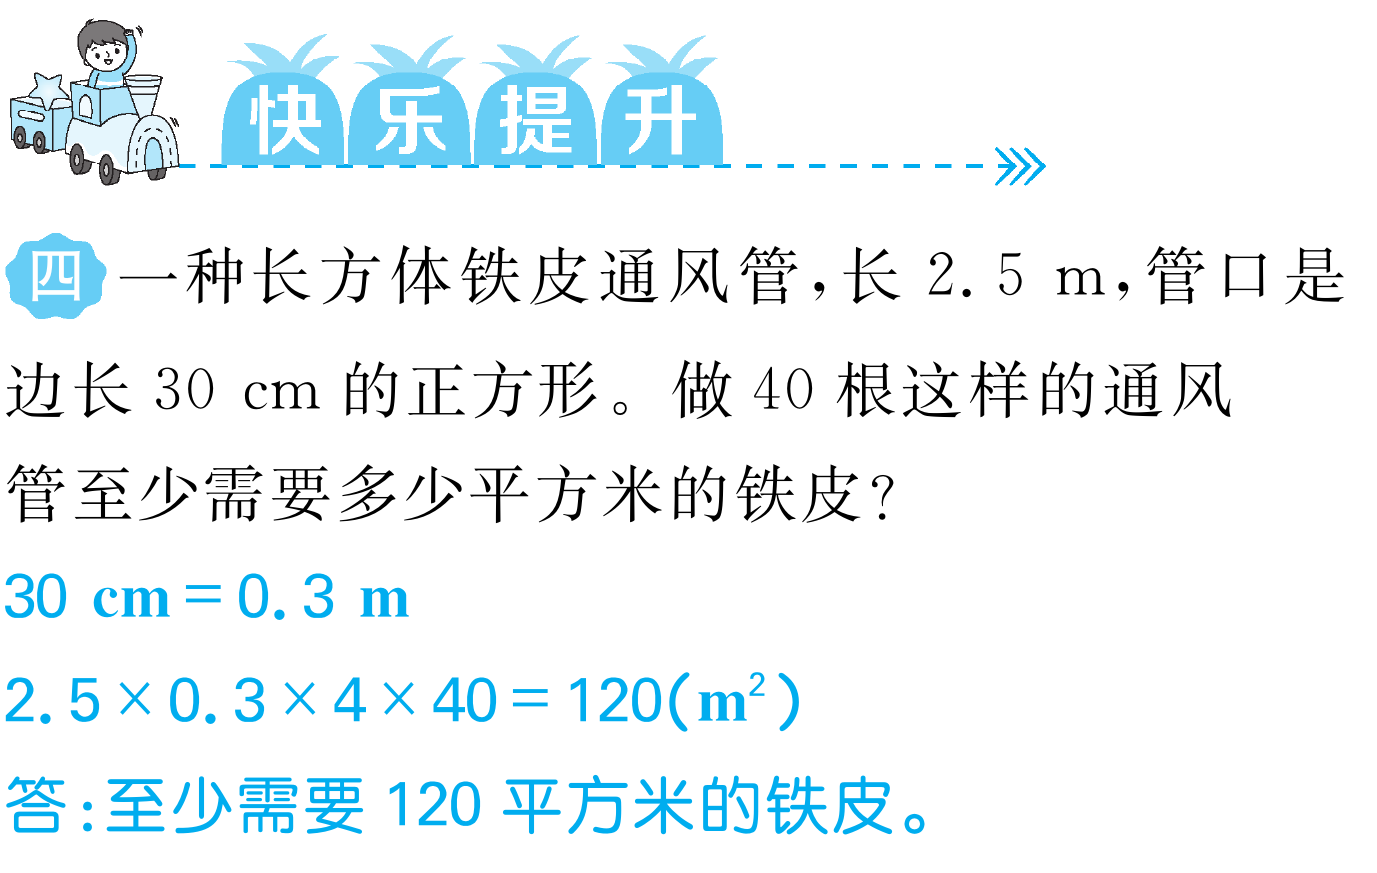 快乐提升
四 一种长方体铁皮通风管,长 2.5 m,管口是
边长 30 cm 的正方形。做 40 根这样的通风
管至少需要多少平方米的铁皮?
30 cm=0.3 m
2.5×0.3×4×40=120(m²)
答:至少需要 120 平方米的铁皮。